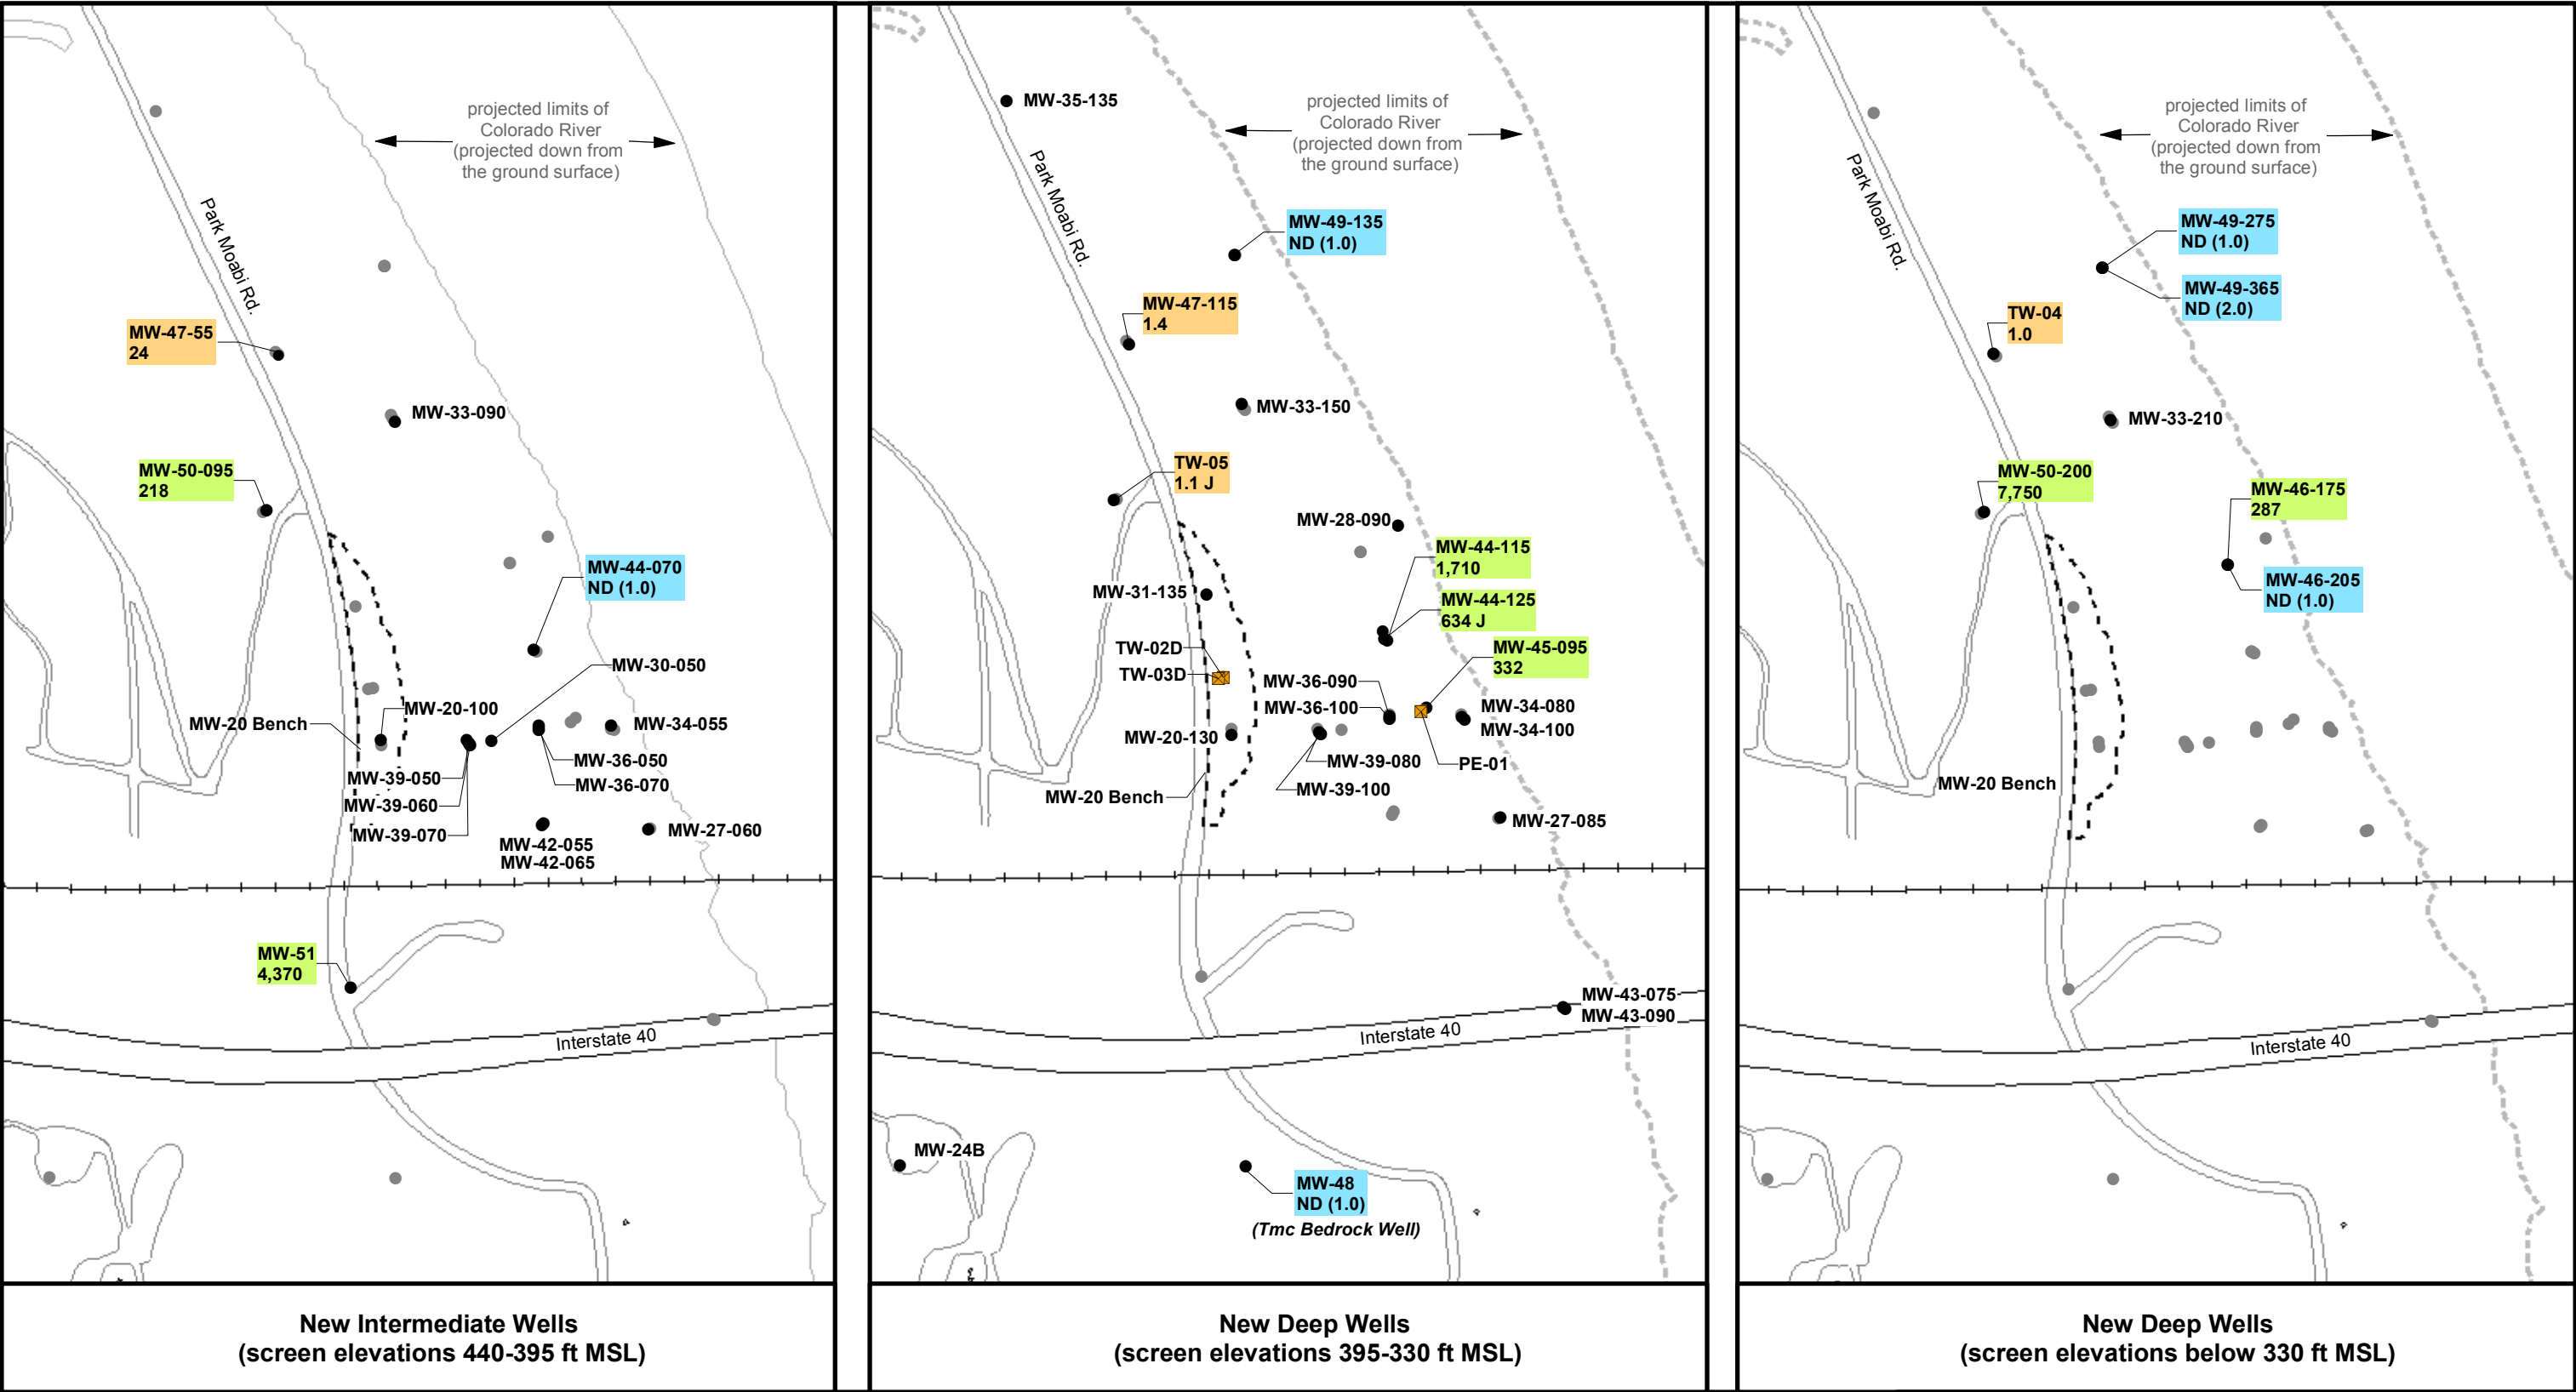 projected limits of
Colorado River
(projected down from
the ground surface)
Park Moabi Rd.
MW-47-55
24
MW-33-090
MW-50-095
218
MW-44-070
ND (1.0)
MW-30-050
MW-20-100
MW-20 Bench
MW-34-055
MW-36-050
MW-36-070
MW-39-050
MW-39-060
MW-39-070
MW-42-055
MW-42-065
MW-27-060
MW-51
4,370
Interstate 40
New Intermediate Wells
(screen elevations 440-395 ft MSL)
MW-35-135
projected limits of
Colorado River
(projected down from
the ground surface)
Park Moabi Rd.
MW-49-135
ND (1.0)
MW-47-115
1.4
MW-33-150
TW-05
1.1 J
MW-28-090
MW-44-115
1,710
MW-31-135
MW-44-125
634 J
TW-02D
TW-03D
MW-45-095
332
MW-36-090
MW-36-100
MW-34-080
MW-34-100
MW-20-130
MW-39-080
PE-01
MW-39-100
MW-20 Bench
MW-27-085
MW-43-075
MW-43-090
Interstate 40
MW-24B
MW-48
ND (1.0)
(Tmc Bedrock Well)
New Deep Wells
(screen elevations 395-330 ft MSL)
projected limits of
Colorado River
(projected down from
the ground surface)
Park Moabi Rd.
MW-49-275
ND (1.0)
MW-49-365
ND (2.0)
TW-04
1.0
MW-33-210
MW-50-200
7,750
MW-46-175
287
MW-46-205
ND (1.0)
MW-20 Bench
Interstate 40
New Deep Wells
(screen elevations below 330 ft MSL)